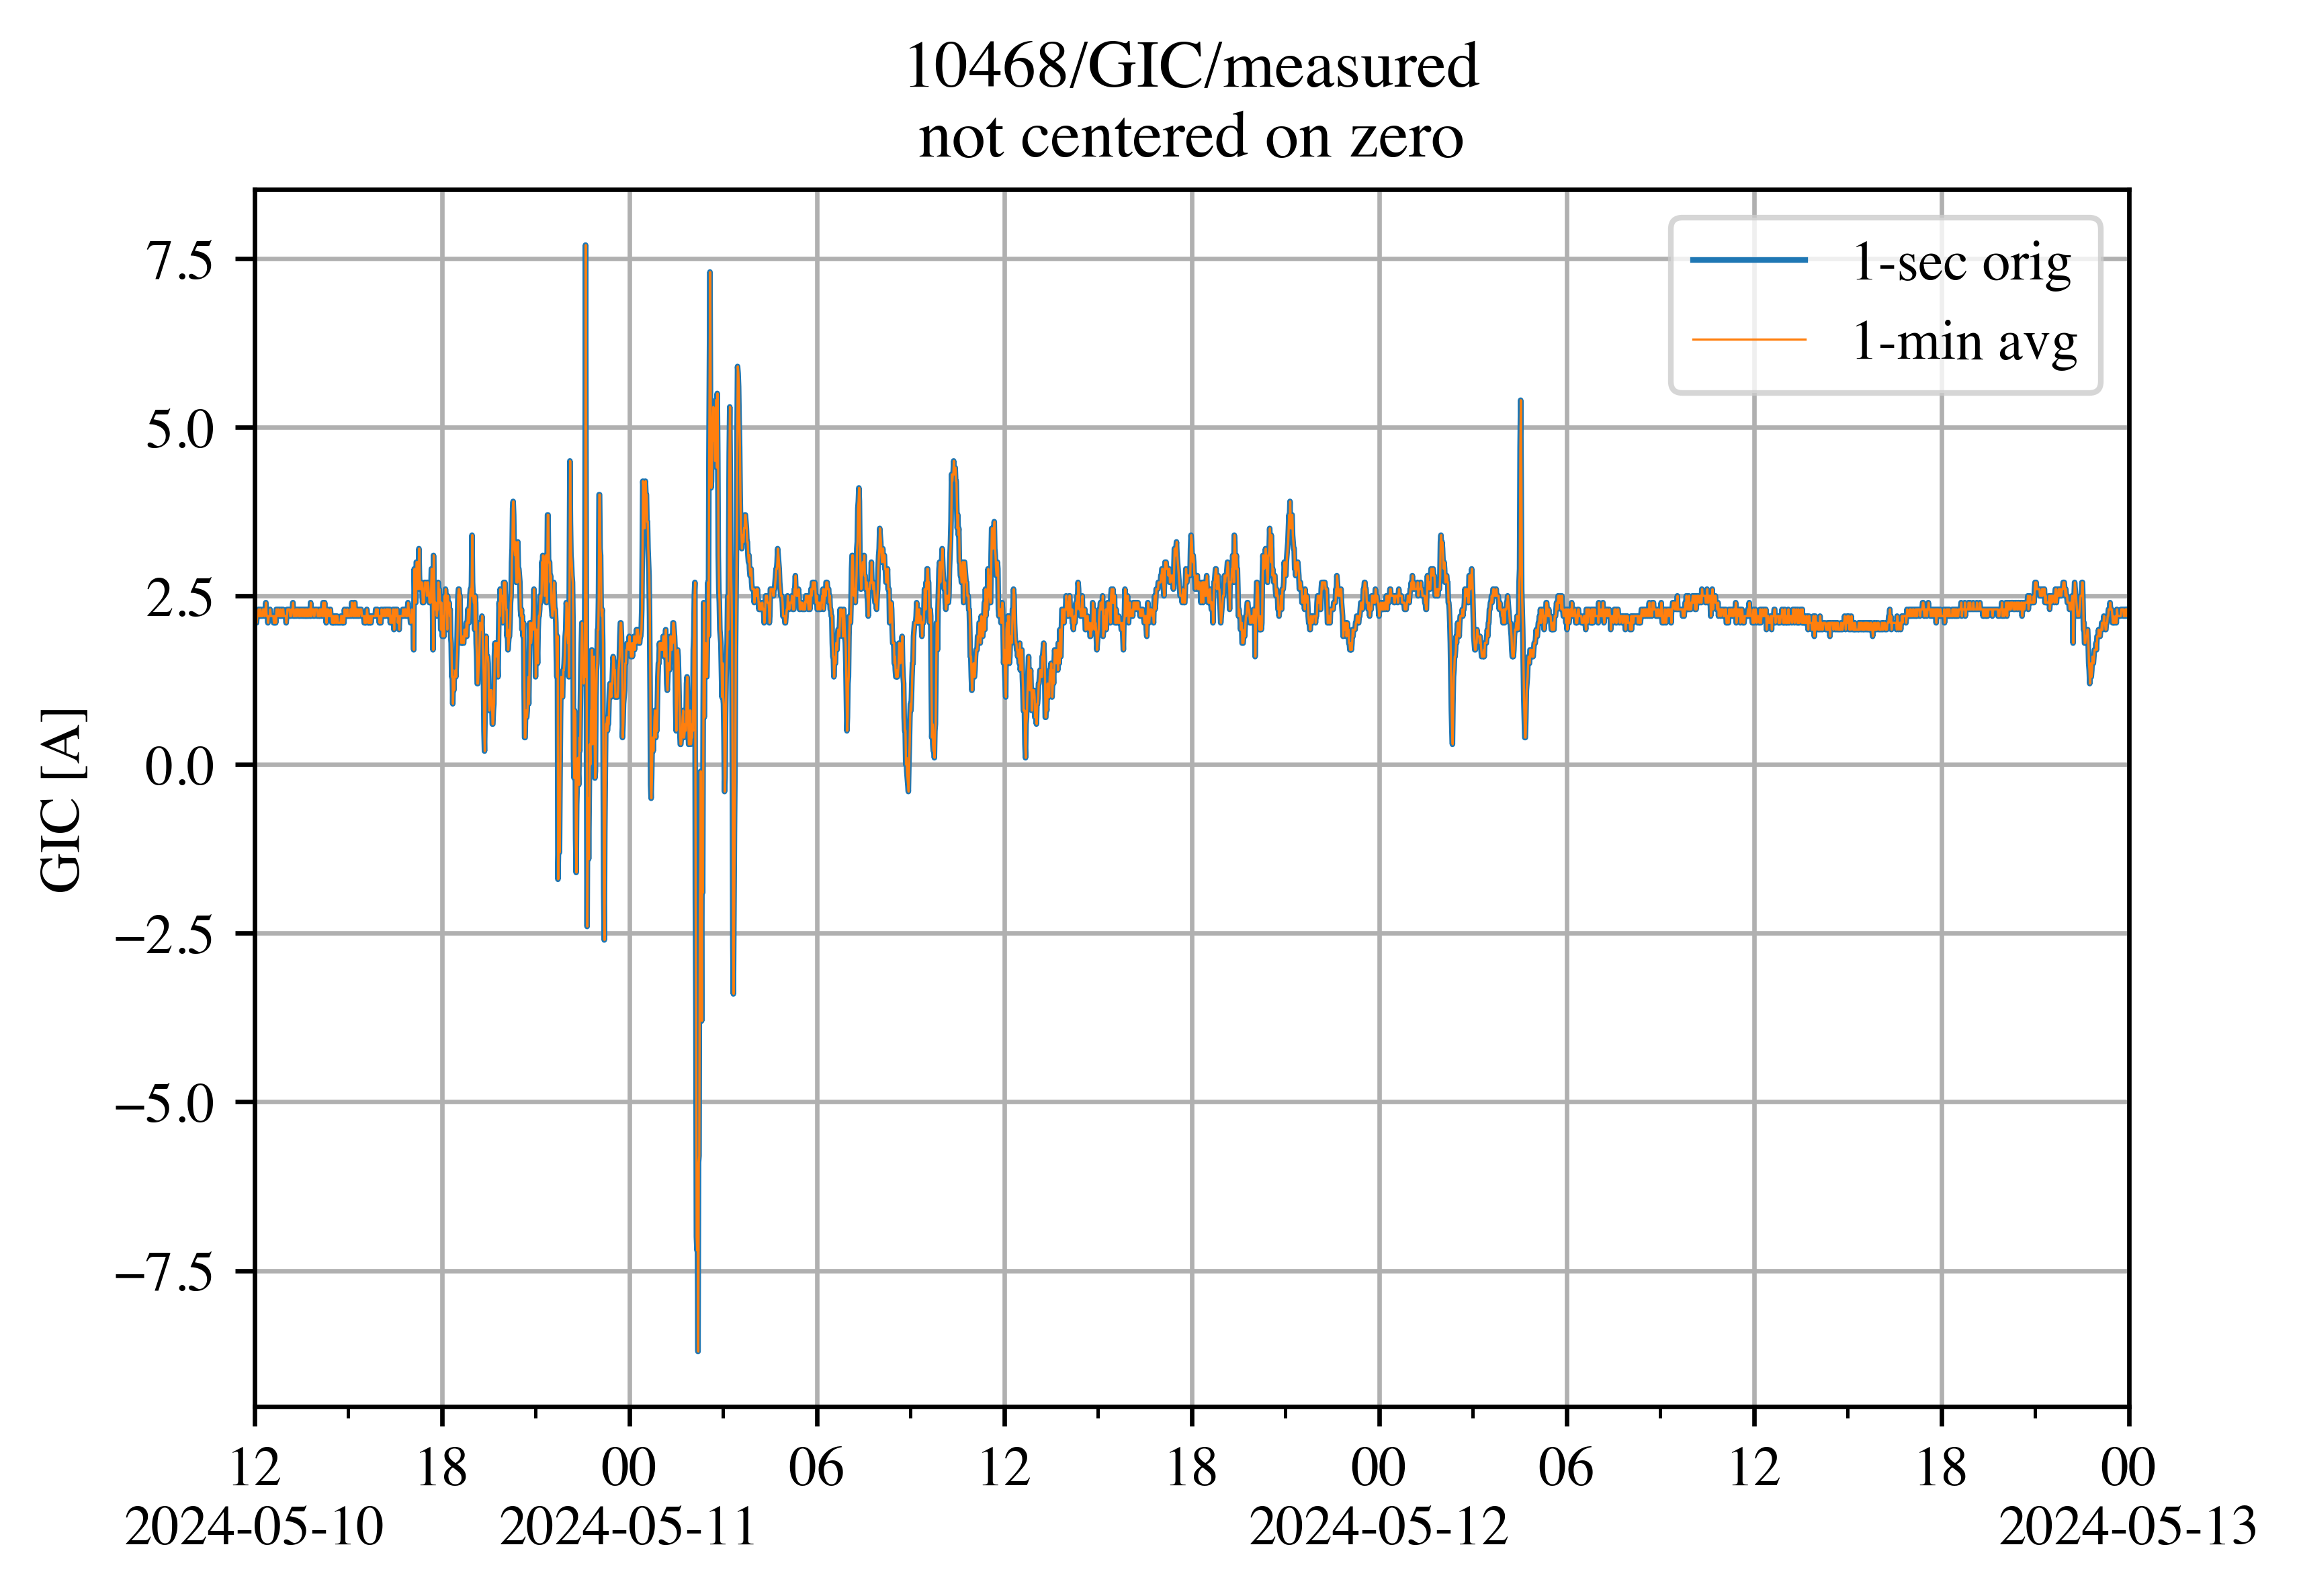 10468/GIC/measured
not centered on zero
1-sec orig
1-min avg
GIC [A]
7.5
5.0
2.5
0.0
−2.5
−5.0
−7.5
12 18 00 06 12 18 00 06 12 18 00
2024-05-10 2024-05-11 2024-05-12 2024-05-13